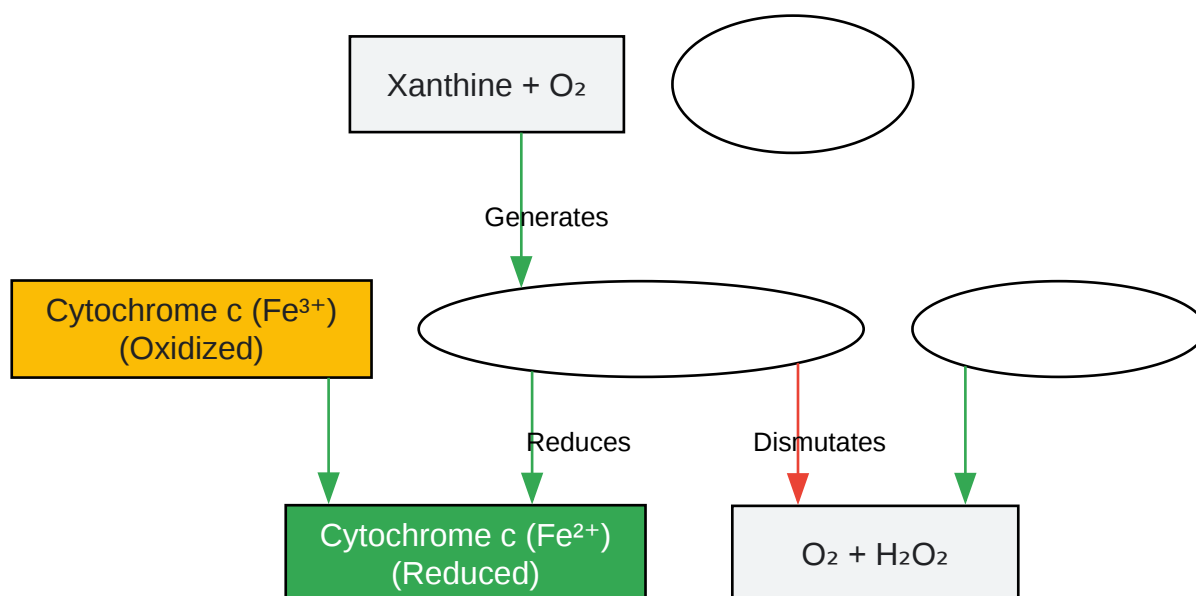 Xanthine + O₂
Generates
Cytochrome c (Fe³⁺)
(Oxidized)
Reduces
Dismutates
Cytochrome c (Fe²⁺)
(Reduced)
O₂ + H₂O₂